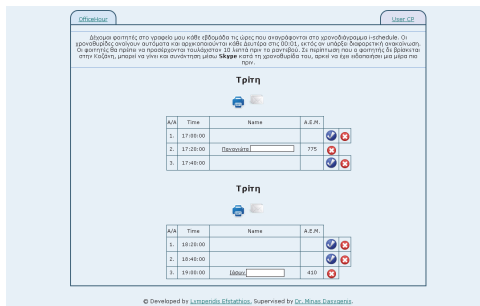 OfficeHour
User CP
Δέχομαι φοιτητές στο γραφείο μου κάθε εβδομάδα τις ώρες που αναγράφονται στο χρονοδιάγραμμα i-schedule. Οι
χρονοθυρίδες ανοίγουν αυτόματα και αρχικοποιούνται κάθε Δευτέρα στις 00:01, εκτός αν υπάρξει διαφορετική ανακοίνωση.
Οι φοιτητές θα πρέπει να προσέρχονται τουλάχιστον 10 λεπτά πριν το ραντεβού. Σε περίπτωση που ο φοιτητής δε βρίσκεται
στην Κοζάνη, μπορεί να γίνει και συνάντηση μέσω Skype κατά τη χρονοθυρίδα του, αρκεί να έχει ειδοποιήσει μια μέρα πιο
πριν.
Τρίτη
A/A Time Name Α.Ε.Μ.
1. 17:00:00
2. 17:20:00 Παναγιώτα 775
3. 17:40:00
Τρίτη
A/A Time Name Α.Ε.Μ.
1. 18:20:00
2. 18:40:00
3. 19:00:00 Ιάσων 410
© Developed by Lamperidis Efstathios, Supervised by Dr. Minas Dasygenis.